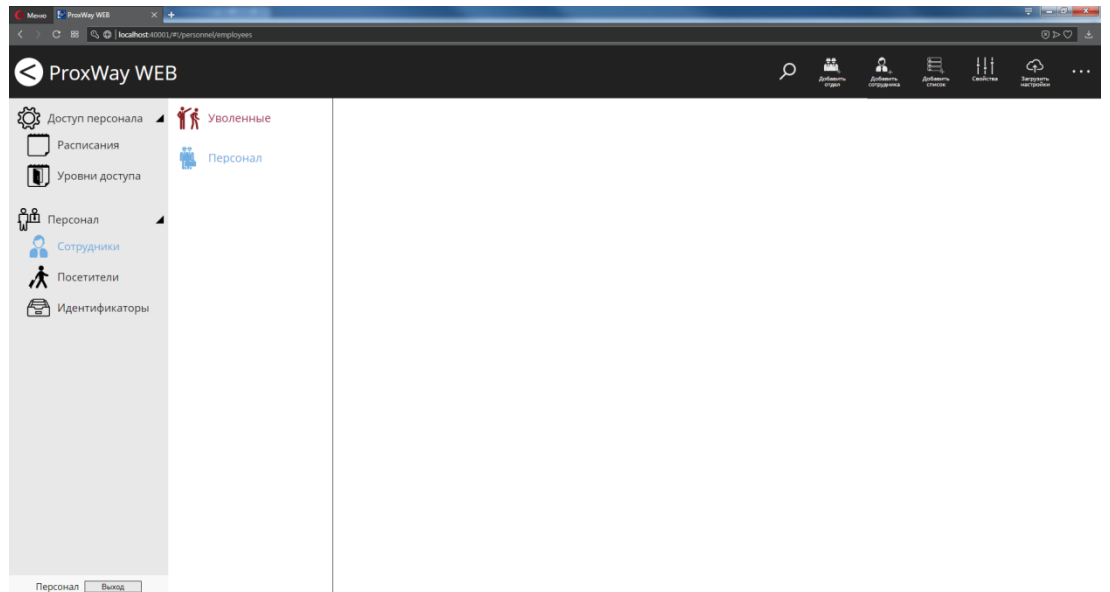 Меню ProxWay WEB
localhost:40001/#!/personnel/employees
ProxWay WEB
Добавить отдел
Добавить сотрудника
Добавить список
Свойства
Загрузить настройки
Доступ персонала
Расписания
Уровни доступа
Персонал
Сотрудники
Посетители
Идентификаторы
Уволенные
Персонал
Персонал Выход